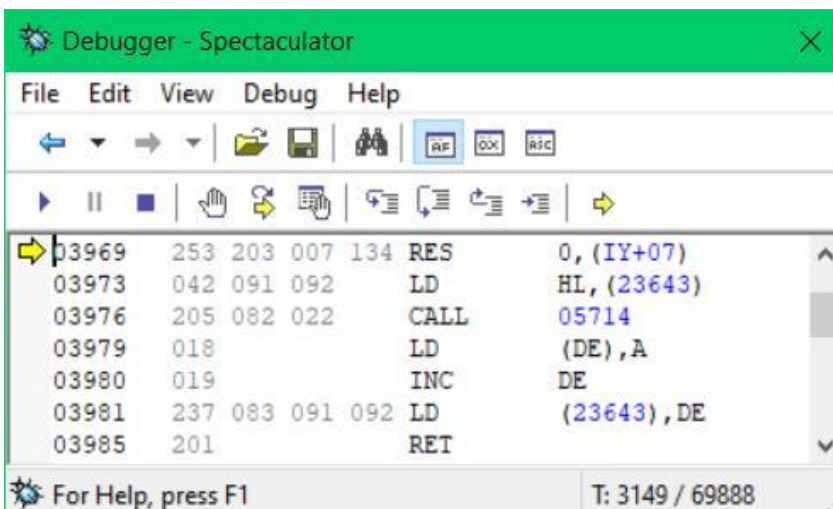 Debugger - Spectaculator
File Edit View Debug Help
AF 0X ASC
03969 253 203 007 134 RES 0,(IY+07)
03973 042 091 092 LD HL,(23643)
03976 205 082 022 CALL 05714
03979 018 LD (DE),A
03980 019 INC DE
03981 237 083 091 092 LD (23643),DE
03985 201 RET
For Help, press F1 T: 3149 / 69888